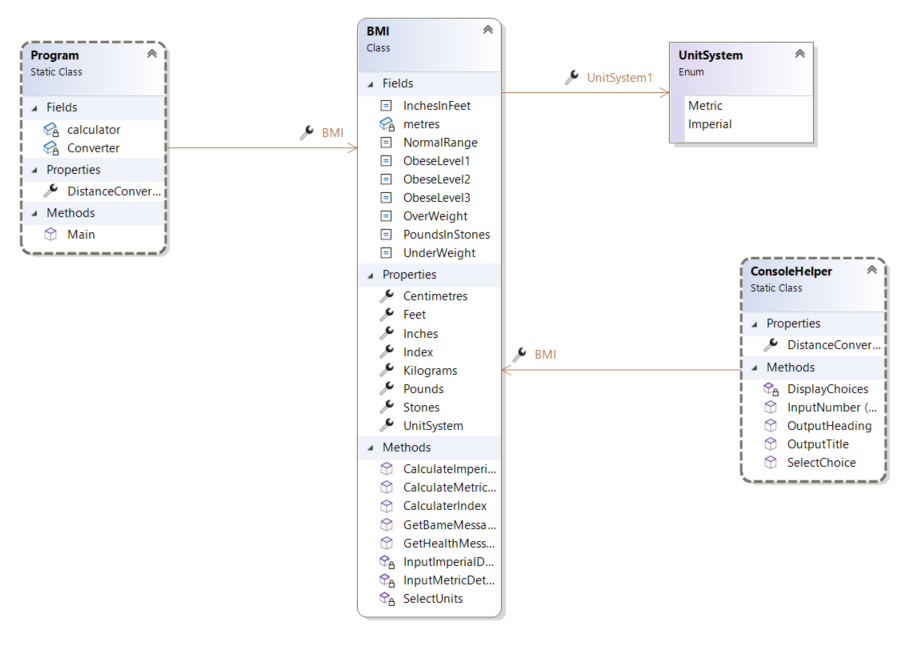 Program
Static Class
Fields
calculator
Converter
Properties
DistanceConver...
Methods
Main
BMI
BMI
Class
Fields
InchesInFeet
metres
NormalRange
ObeseLevel1
ObeseLevel2
ObeseLevel3
OverWeight
PoundsInStones
UnderWeight
Properties
Centimetres
Feet
Inches
Index
Kilograms
Pounds
Stones
UnitSystem
Methods
CalculateImperi...
CalculateMetric...
CalculaterIndex
GetBameMessa...
GetHealthMess...
InputImperialD...
InputMetricDet...
SelectUnits
UnitSystem1
UnitSystem
Enum
Metric
Imperial
BMI
ConsoleHelper
Static Class
Properties
DistanceConver...
Methods
DisplayChoices
InputNumber (...
OutputHeading
OutputTitle
SelectChoice